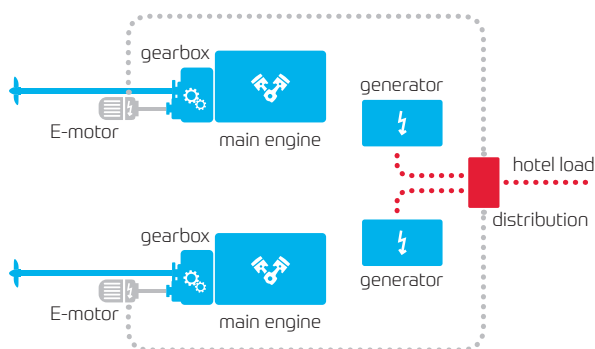 gearbox
generator
E-motor
main engine
hotel load
distribution
gearbox
generator
E-motor
main engine